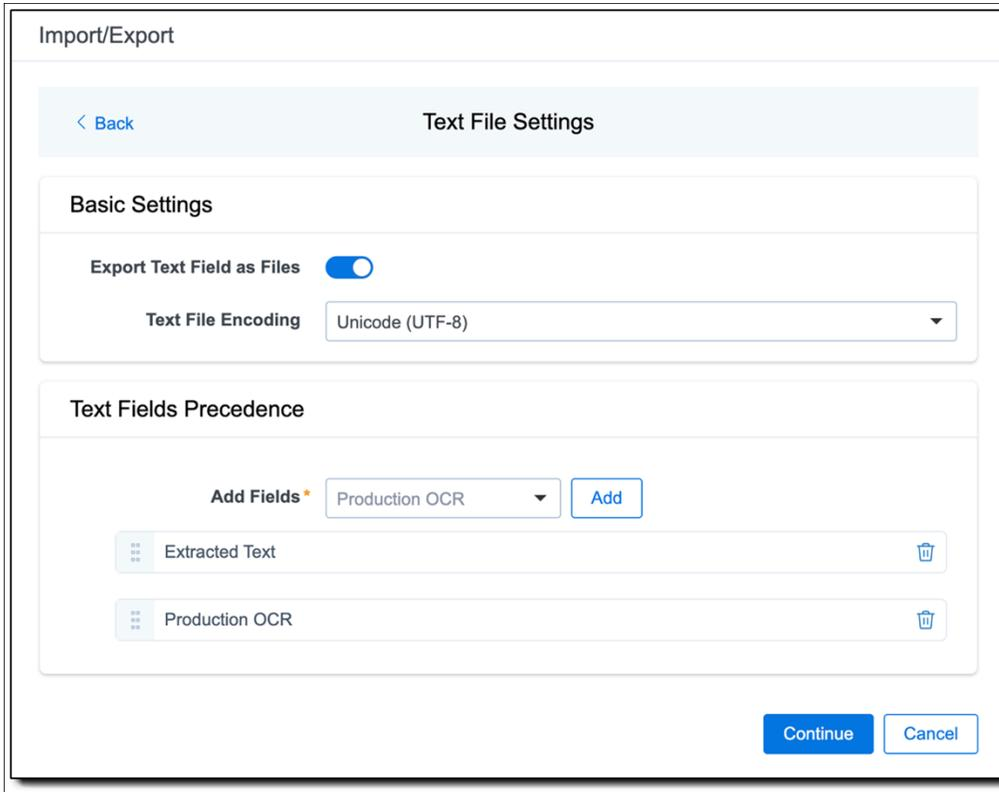 Import/Export
Back
Text File Settings
Basic Settings
Export Text Field as Files
Text File Encoding
Unicode (UTF-8)
Text Fields Precedence
Add Fields* Production OCR Add
Extracted Text
Production OCR
Continue Cancel